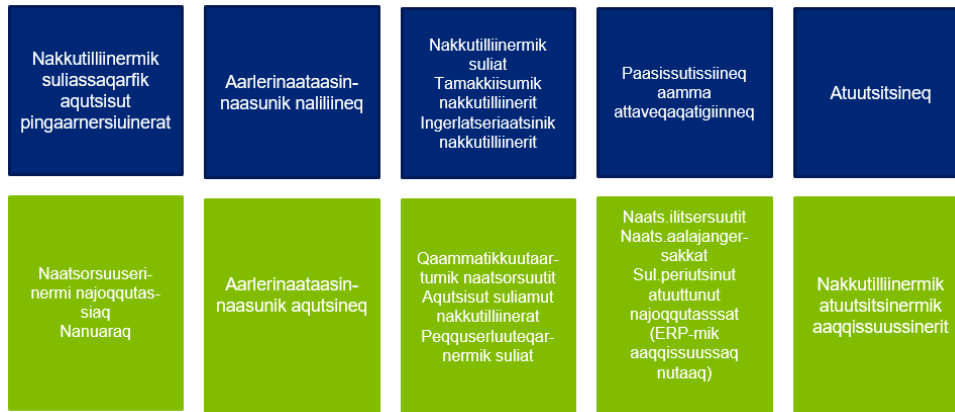 Nakkutilliinermik
suliassaqarfik
aqutsisut
pingaarnersiuinerat
Aarlerinaataasin-
naasunik naliliineq
Nakkutilliinermik
suliat
Tamakkiisumik
nakkutilliinerit
Ingerlatseriaatsinik
nakkutilliinerit
Paasissutissiineq
aamma
attaveqaqatigiinneq
Atuutsitsineq
Naatsorsuuseri-
nermi najoqqutas-
siaq
Nanuaraq
Aarlerinaataasin-
naasunik aqutsineq
Qaammatikkuutaar-
tumik naatsorsuutit
Aqutsisut suliamut
nakkutilliinerat
Peqquserluuteqar-
nermik suliat
Naats.ilitsersuutit
Naats.aalajanger-
sakkat
Sul.periutsinut
atuuttunut
najoqqutasssat
(ERP-mik
aaqqissuussaq
nutaaq)
Nakkutilliinermik
atuutsitsinermik
aaqqissuussinerit